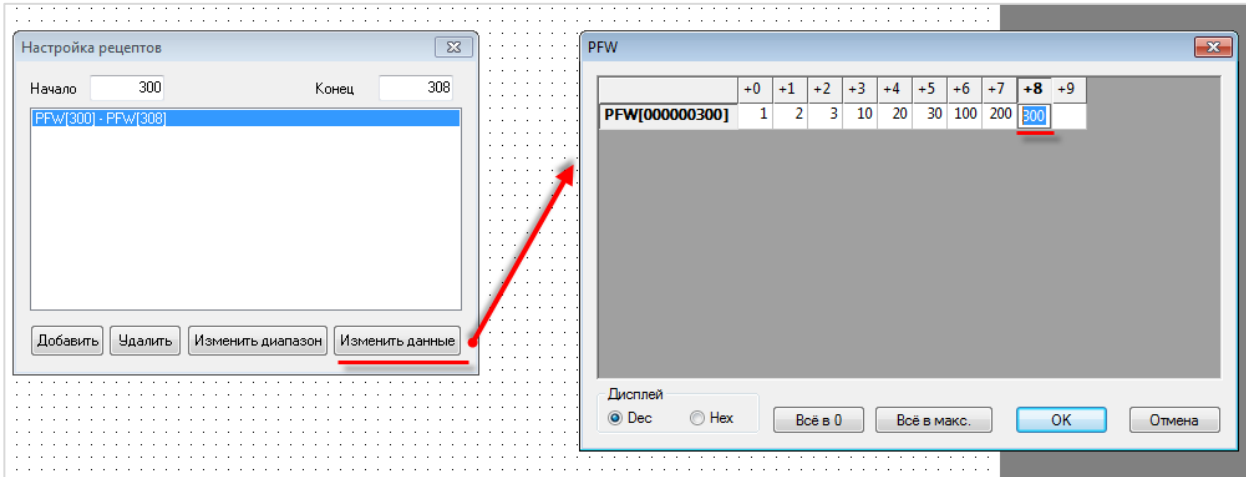 Настройка рецептов
Начало 300 Конец 308
PFW[300] - PFW[308]
Добавить Удалить Изменить диапазон Изменить данные
PFW
+0 +1 +2 +3 +4 +5 +6 +7 +8 +9
PFW[000000300] 1 2 3 10 20 30 100 200 300
Дисплей
Dec Hex Всё в 0 Всё в макс. OK Отмена